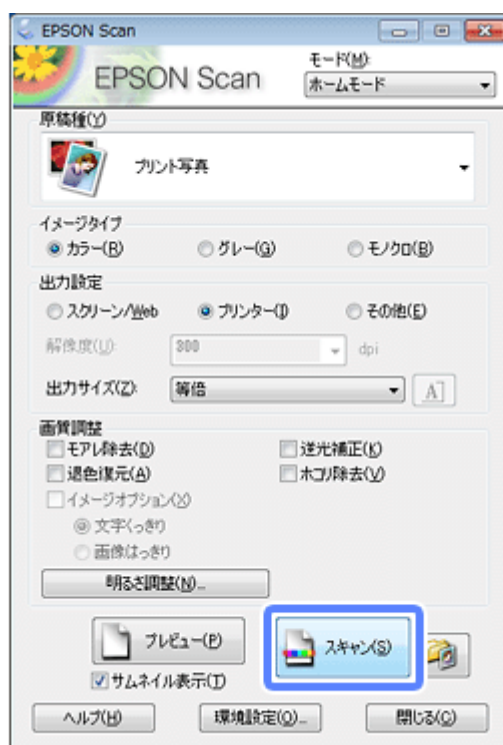 EPSON Scan
EPSON Scan
モード(M):
ホームモード
原稿種(Y)
プリント写真
イメージタイプ
カラー(R) グレー(G) モノクロ(B)
出力設定
スクリーン/Web プリンター(I) その他(E)
解像度(U): 300 dpi
出力サイズ(Z): 等倍 A
画質調整
モアレ除去(D) 逆光補正(K)
退色復元(A) ホコリ除去(V)
イメージオプション(X)
文字くっきり
画像はっきり
明るさ調整(N)...
プレビュー(P) スキャン(S)
サムネイル表示(T)
ヘルプ(H) 環境設定(O)... 閉じる(C)